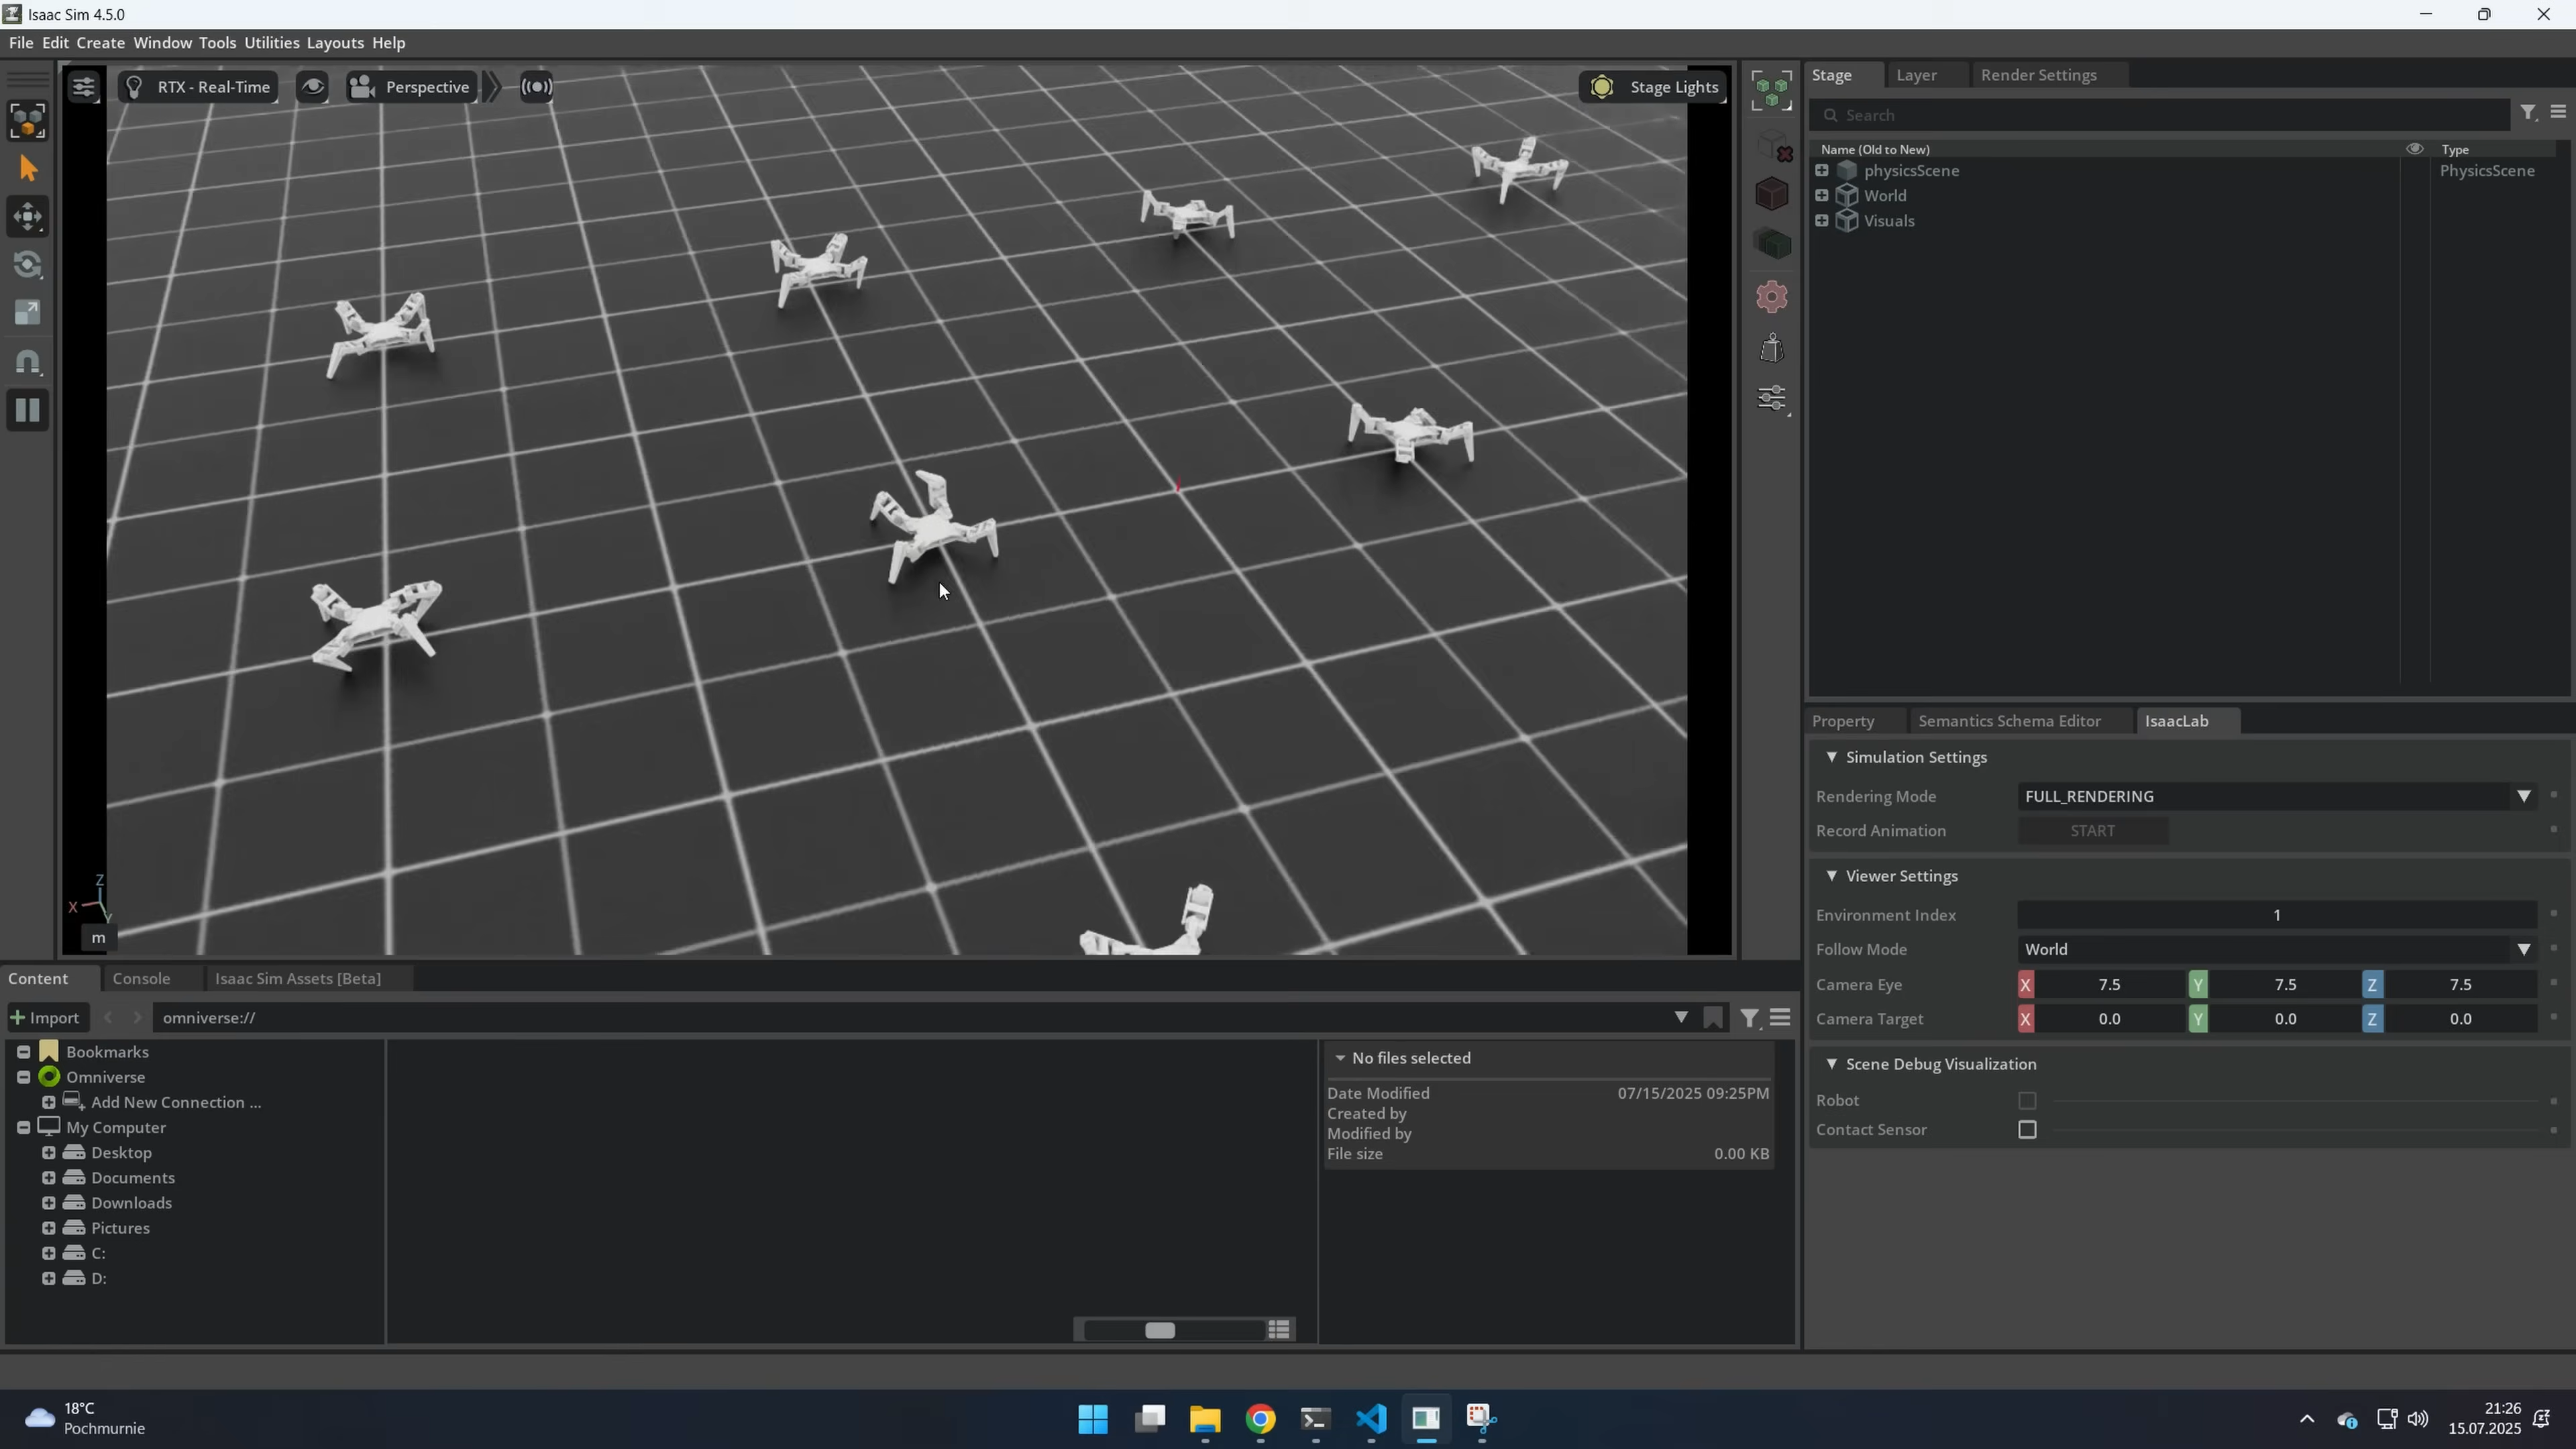 Isaac Sim 4.5.0
File Edit Create Window Tools Utilities Layouts Help
RTX - Real-Time
Perspective
Stage Lights
Z
X
Y
m
Stage
Layer
Render Settings
Search
Name (Old to New)
Type
physicsScene
PhysicsScene
World
Visuals
Property
Semantics Schema Editor
IsaacLab
Simulation Settings
Rendering Mode
FULL_RENDERING
Record Animation
START
Viewer Settings
Environment Index
1
Follow Mode
World
Camera Eye
X 7.5 Y 7.5 Z 7.5
Camera Target
X 0.0 Y 0.0 Z 0.0
Scene Debug Visualization
Robot
Contact Sensor
Content
Console
Isaac Sim Assets [Beta]
Import
omniverse://
Bookmarks
Omniverse
Add New Connection ...
My Computer
Desktop
Documents
Downloads
Pictures
C:
D:
No files selected
Date Modified 07/15/2025 09:25PM
Created by
Modified by
File size 0.00 KB
18°C
Pochmurnie
21:26
15.07.2025